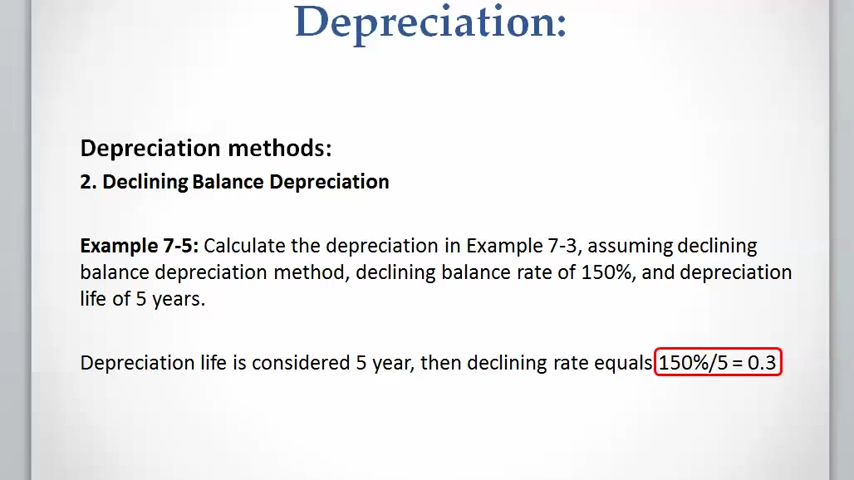 Depreciation:
Depreciation methods:
2. Declining Balance Depreciation
Example 7-5: Calculate the depreciation in Example 7-3, assuming declining
balance depreciation method, declining balance rate of 150%, and depreciation
life of 5 years.
Depreciation life is considered 5 year, then declining rate equals 150%/5 = 0.3